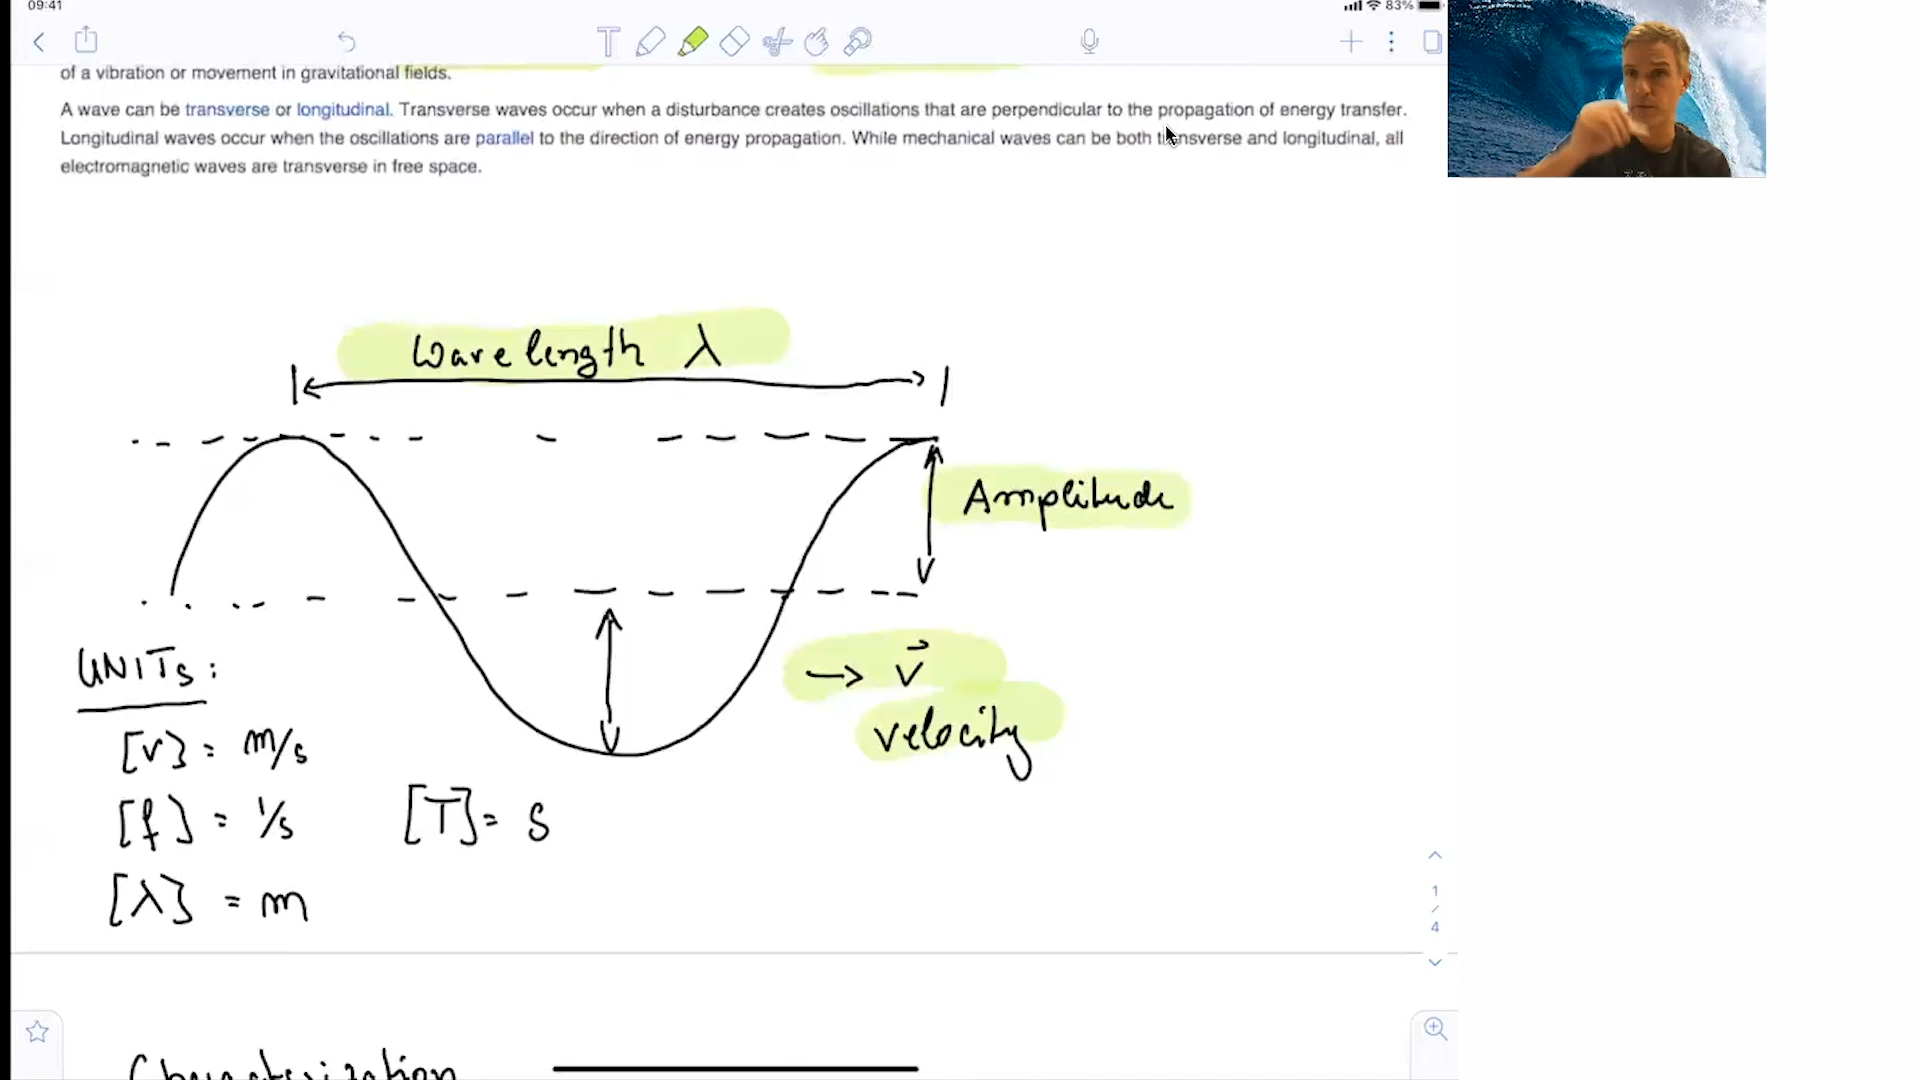 09:41
83%
of a vibration or movement in gravitational fields.
A wave can be transverse or longitudinal. Transverse waves occur when a disturbance creates oscillations that are perpendicular to the propagation of energy transfer.
Longitudinal waves occur when the oscillations are parallel to the direction of energy propagation. While mechanical waves can be both transverse and longitudinal, all
electromagnetic waves are transverse in free space.
Wavelength λ
Amplitude
→ v⃗
velocity
UNITS:
[v] = m/s
[f] = 1/s [T] = s
[λ] = m
1
/
4
Characterization